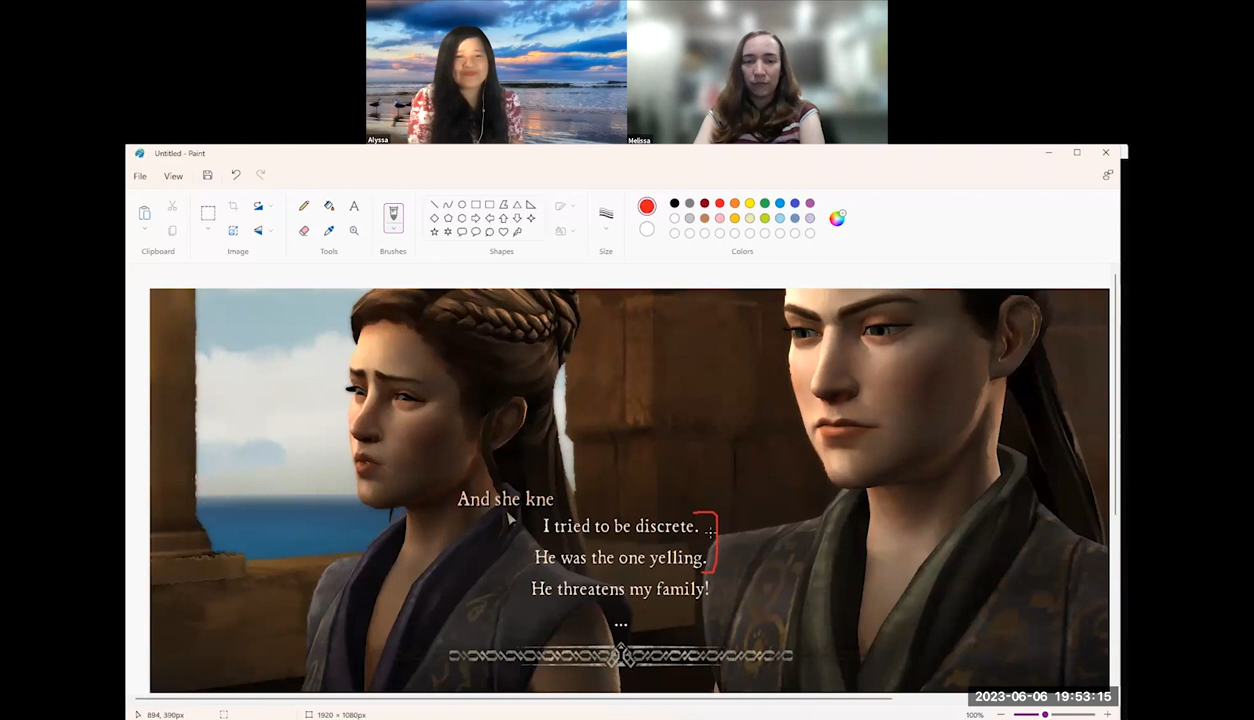 Alyssa
Melissa
Untitled - Paint
File
View
Clipboard
Image
Tools
Brushes
Shapes
Size
Colors
And she kne
I tried to be discrete.
He was the one yelling.
He threatens my family!
...
2023-06-06 19:53:15
894, 390px
1920 × 1080px
100%